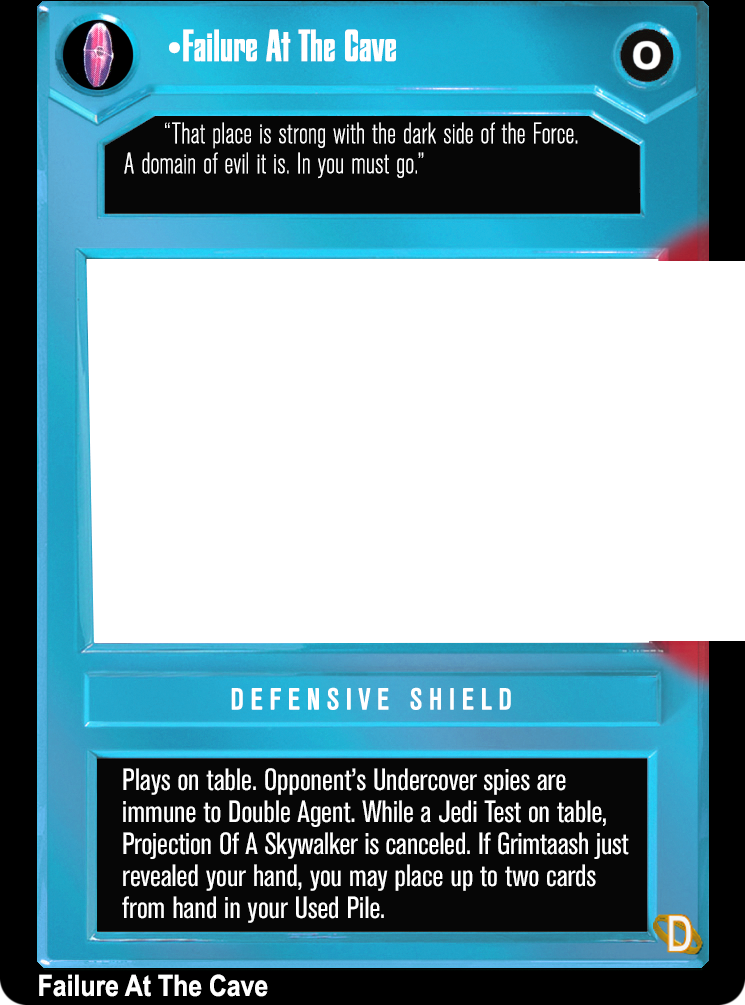 •Failure At The Cave
O
“That place is strong with the dark side of the Force.
A domain of evil it is. In you must go.”
DEFENSIVE SHIELD
Plays on table. Opponent’s Undercover spies are
immune to Double Agent. While a Jedi Test on table,
Projection Of A Skywalker is canceled. If Grimtaash just
revealed your hand, you may place up to two cards
from hand in your Used Pile.
D
Failure At The Cave